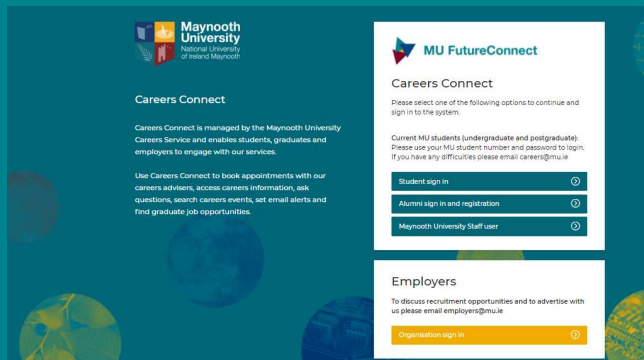 Maynooth
University
National University
of Ireland Maynooth
Careers Connect
Careers Connect is managed by the Maynooth University
Careers Service and enables students, graduates and
employers to engage with our services.
Use Careers Connect to book appointments with our
careers advisers, access careers information, ask
questions, search careers events, set email alerts and
find graduate job opportunities.
MU FutureConnect
Careers Connect
Please select one of the following options to continue and
sign in to the system.
Current MU students (undergraduate and postgraduate):
Please use your MU student number and password to login.
If you have any difficulties please email careers@mu.ie
Student sign in
Alumni sign in and registration
Maynooth University Staff user
Employers
To discuss recruitment opportunities and to advertise with
us please email employers@mu.ie
Organisation sign in